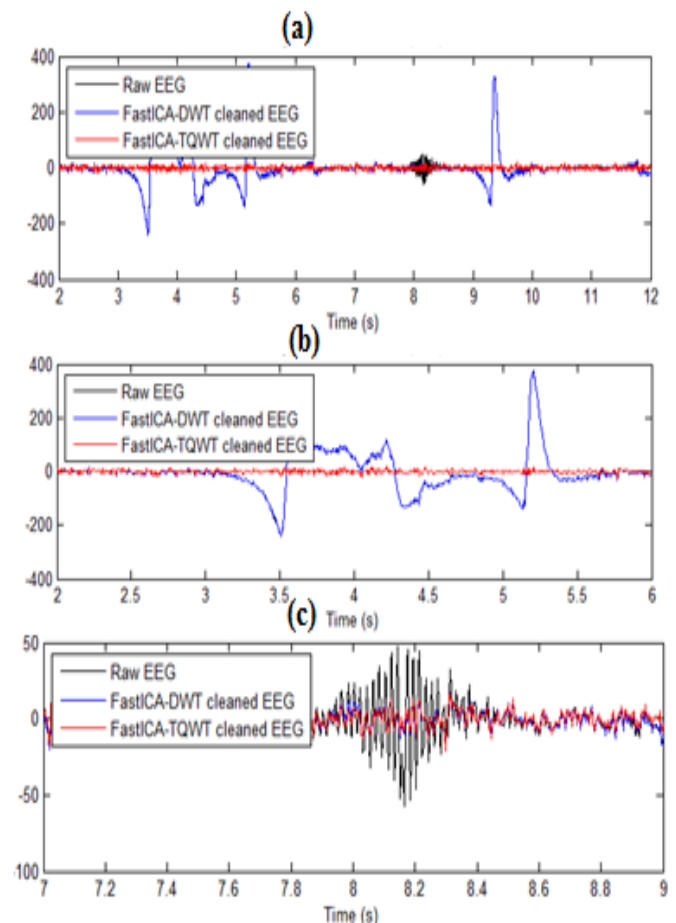 (a)
400
200
0
-200
-400
Raw EEG
FastICA-DWT cleaned EEG
FastICA-TQWT cleaned EEG
2 3 4 5 6 7 8 9 10 11 12
Time (s)
(b)
400
200
0
-200
-400
Raw EEG
FastICA-DWT cleaned EEG
FastICA-TQWT cleaned EEG
2 2.5 3 3.5 4 4.5 5 5.5 6
Time (s)
(c)
50
0
-50
-100
Raw EEG
FastICA-DWT cleaned EEG
FastICA-TQWT cleaned EEG
7 7.2 7.4 7.6 7.8 8 8.2 8.4 8.6 8.8 9
Time (s)